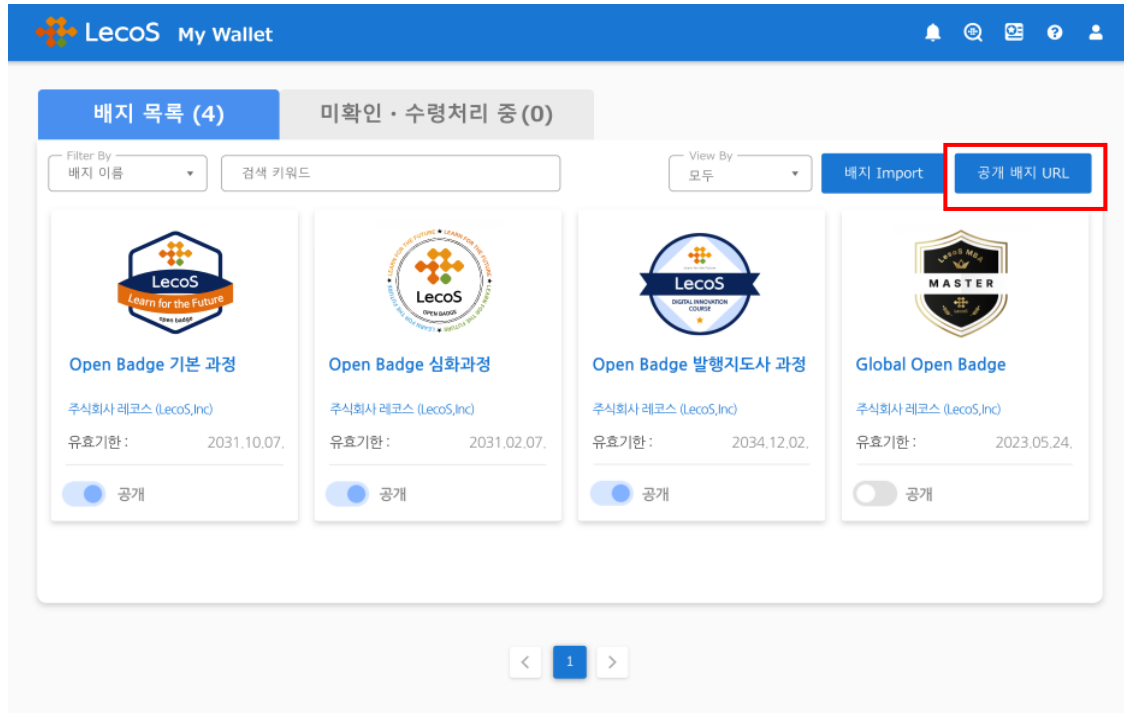 LecoS My Wallet
배지 목록 (4)
미확인 · 수령처리 중(0)
Filter By
배지 이름
검색 키워드
View By
모두
배지 Import
공개 배지 URL
LecoS
Learn for the Future
open badge
LEARN FOR THE FUTURE
LecoS
OPEN BADGE
LecoS
DIGITAL INNOVATION
COURSE
LecoS MBA
MASTER
LecoS
Open Badge 기본 과정
Open Badge 심화과정
Open Badge 발행지도사 과정
Global Open Badge
주식회사 레코스 (LecoS,Inc)
주식회사 레코스 (LecoS,Inc)
주식회사 레코스 (LecoS,Inc)
주식회사 레코스 (LecoS,Inc)
유효기한 : 2031.10.07.
유효기한 : 2031.02.07.
유효기한 : 2034.12.02.
유효기한 : 2023.05.24.
공개
공개
공개
공개
1